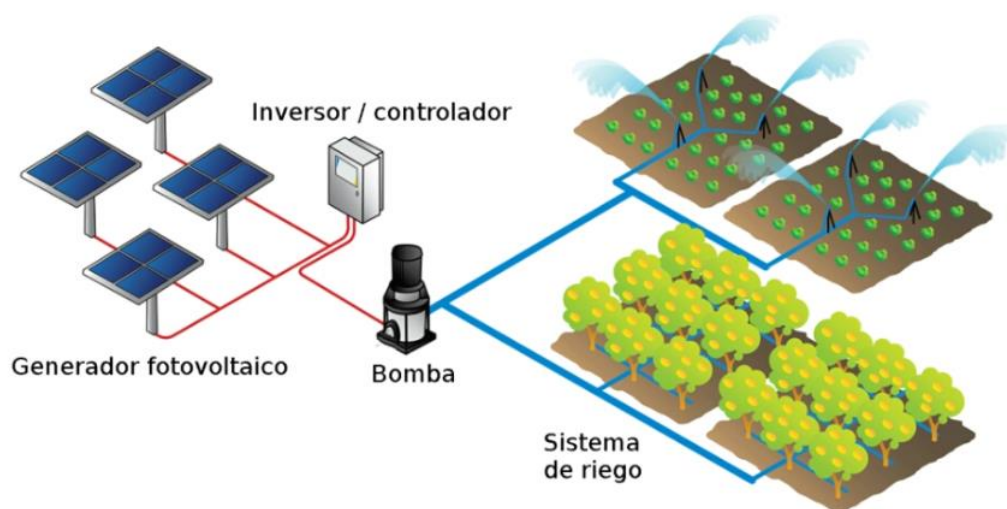 Inversor / controlador
Generador fotovoltaico
Bomba
Sistema
de riego